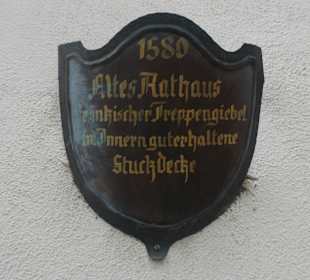 1580
Altes Rathaus
fränkischer Treppengiebel
im Innern guterhaltene
Stuckdecke